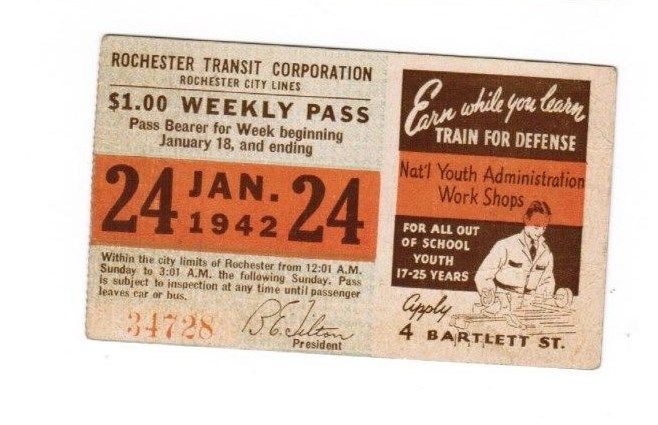 ROCHESTER TRANSIT CORPORATION
ROCHESTER CITY LINES
$1.00 WEEKLY PASS
Pass Bearer for Week beginning
January 18, and ending
24 JAN. 1942 24
Within the city limits of Rochester from 12:01 A.M.
Sunday to 3:01 A.M. the following Sunday. Pass
is subject to inspection at any time until passenger
leaves car or bus.
34728
B.E. Tilton
President
Earn while you learn
TRAIN FOR DEFENSE
Nat'l Youth Administration
Work Shops
FOR ALL OUT
OF SCHOOL
YOUTH
17-25 YEARS
Apply
4 BARTLETT ST.